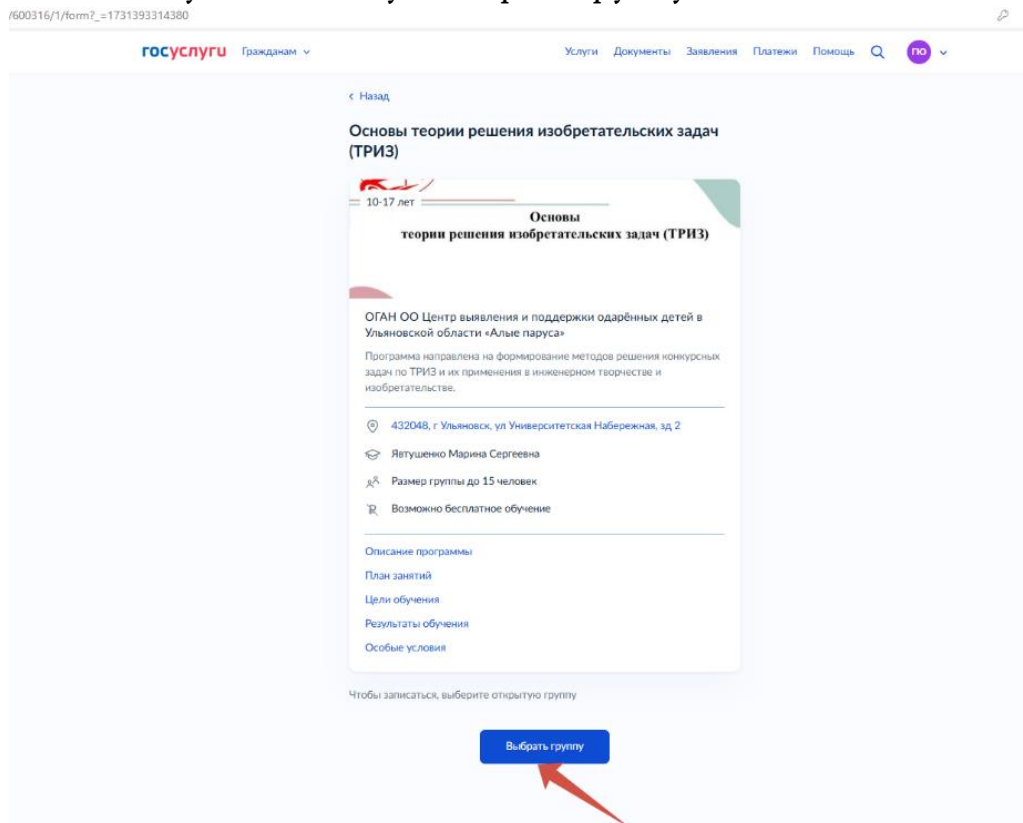 /600316/1/form?_=1731393314380
госуслуги Гражданам Услуги Документы Заявления Платежи Помощь ПО
Назад
Основы теории решения изобретательских задач
(ТРИЗ)
10-17 лет
Основы
теории решения изобретательских задач (ТРИЗ)
ОГАН ОО Центр выявления и поддержки одарённых детей в
Ульяновской области «Алые паруса»
Программа направлена на формирование методов решения конкурсных
задач по ТРИЗ и их применения в инженерном творчестве и
изобретательстве.
432048, г Ульяновск, ул Университетская Набережная, зд 2
Явтушенко Марина Сергеевна
Размер группы до 15 человек
Возможно бесплатное обучение
Описание программы
План занятий
Цели обучения
Результаты обучения
Особые условия
Чтобы записаться, выберите открытую группу
Выбрать группу